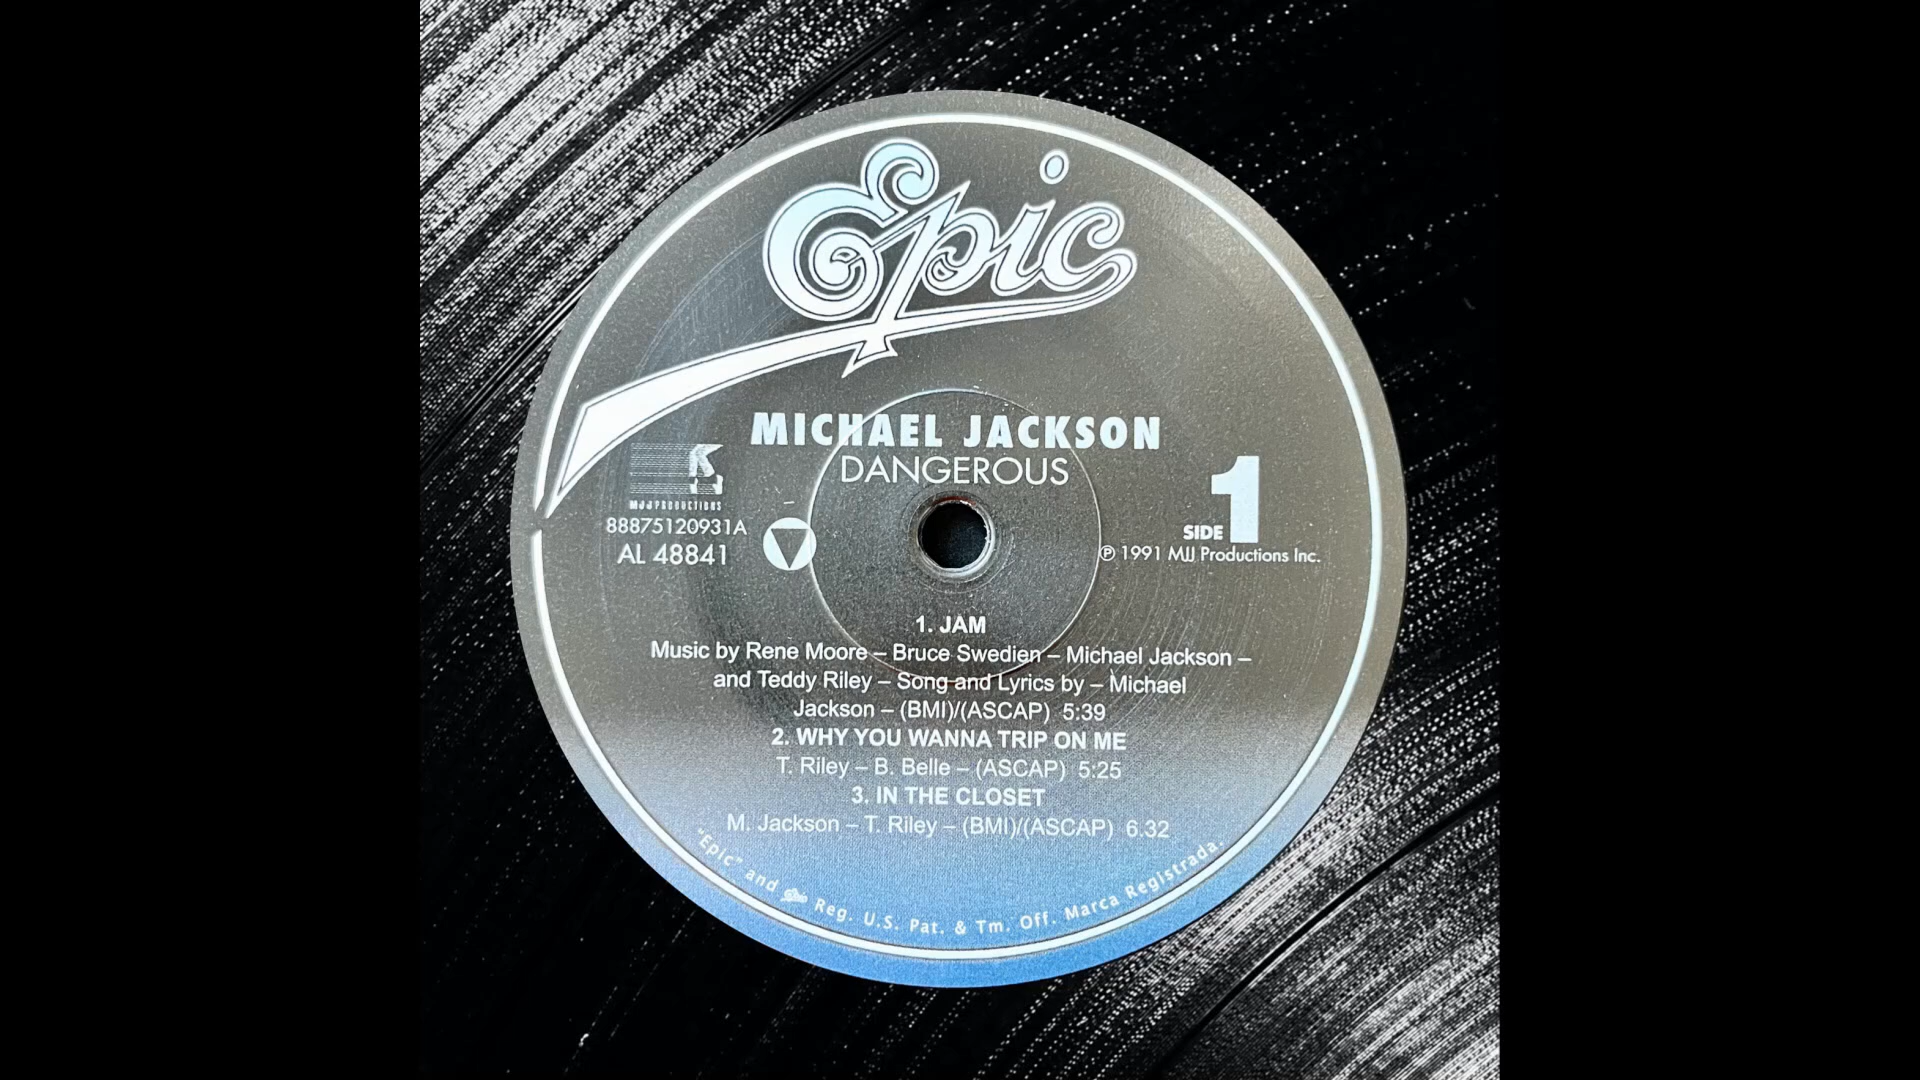 Epic
MICHAEL JACKSON
DANGEROUS
MJJ PRODUCTIONS
88875120931A
AL 48841
SIDE 1
℗ 1991 MJJ Productions Inc.
1. JAM
Music by Rene Moore – Bruce Swedien – Michael Jackson –
and Teddy Riley – Song and Lyrics by – Michael
Jackson – (BMI)/(ASCAP) 5:39
2. WHY YOU WANNA TRIP ON ME
T. Riley – B. Belle – (ASCAP) 5:25
3. IN THE CLOSET
M. Jackson – T. Riley – (BMI)/(ASCAP) 6.32
"Epic" and Epic Reg. U.S. Pat. & Tm. Off. Marca Registrada.